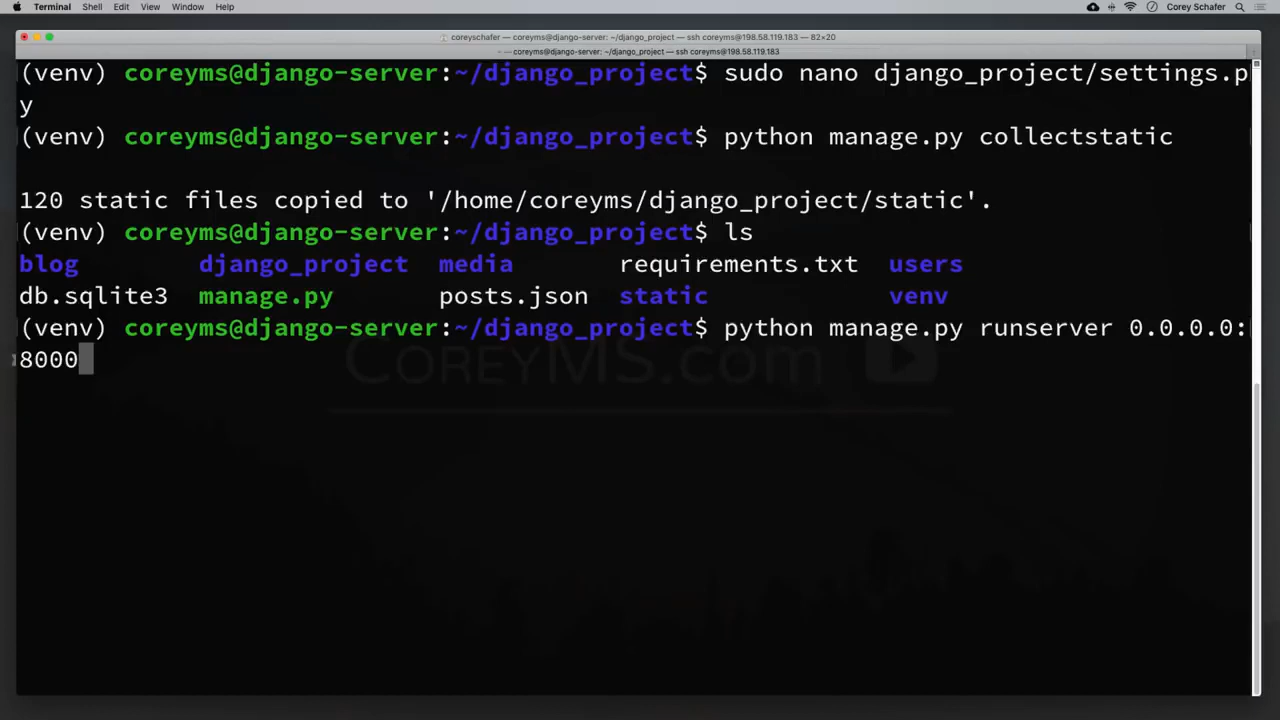 Terminal Shell Edit View Window Help Corey Schafer
coreyschafer — coreyms@django-server: ~/django_project — ssh coreyms@198.58.119.183 — 82×20
~ — coreyms@django-server: ~/django_project — ssh coreyms@198.58.119.183
(venv) coreyms@django-server:~/django_project$ sudo nano django_project/settings.p
y
(venv) coreyms@django-server:~/django_project$ python manage.py collectstatic
120 static files copied to '/home/coreyms/django_project/static'.
(venv) coreyms@django-server:~/django_project$ ls
blog django_project media requirements.txt users
db.sqlite3 manage.py posts.json static venv
(venv) coreyms@django-server:~/django_project$ python manage.py runserver 0.0.0.0:
8000
COREYMS.com